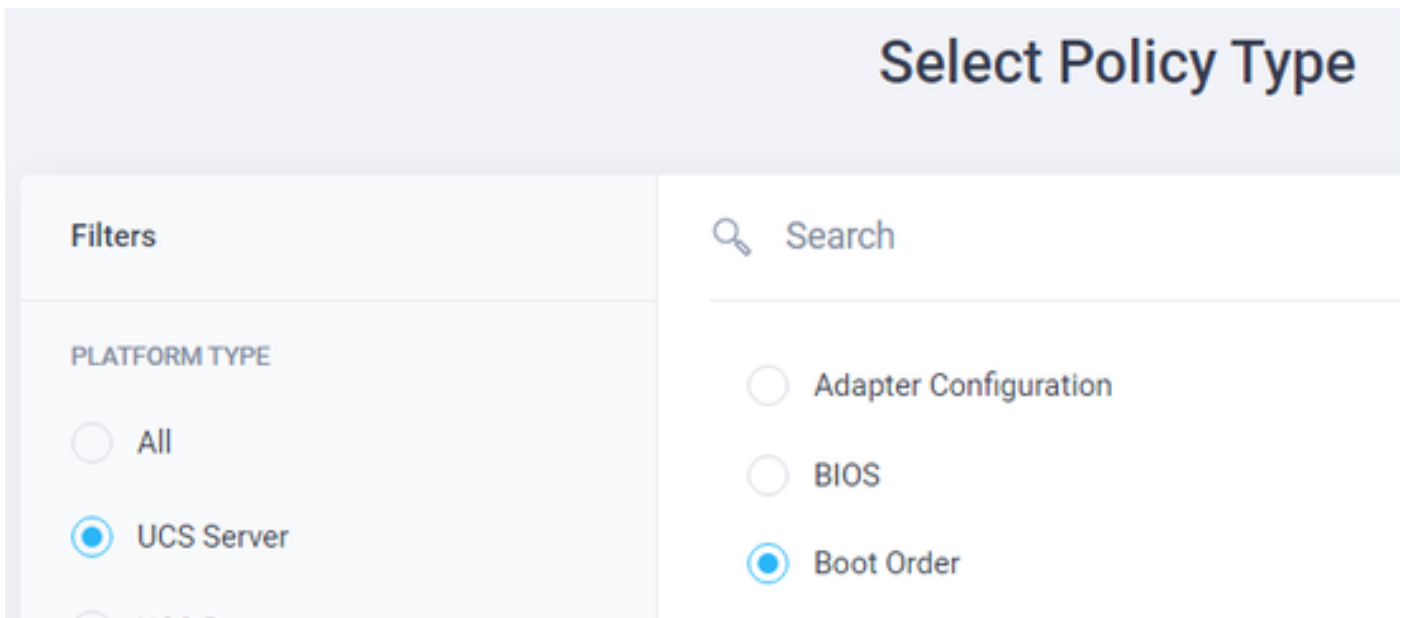 Select Policy Type
Filters
Search
PLATFORM TYPE
All
UCS Server
Adapter Configuration
BIOS
Boot Order